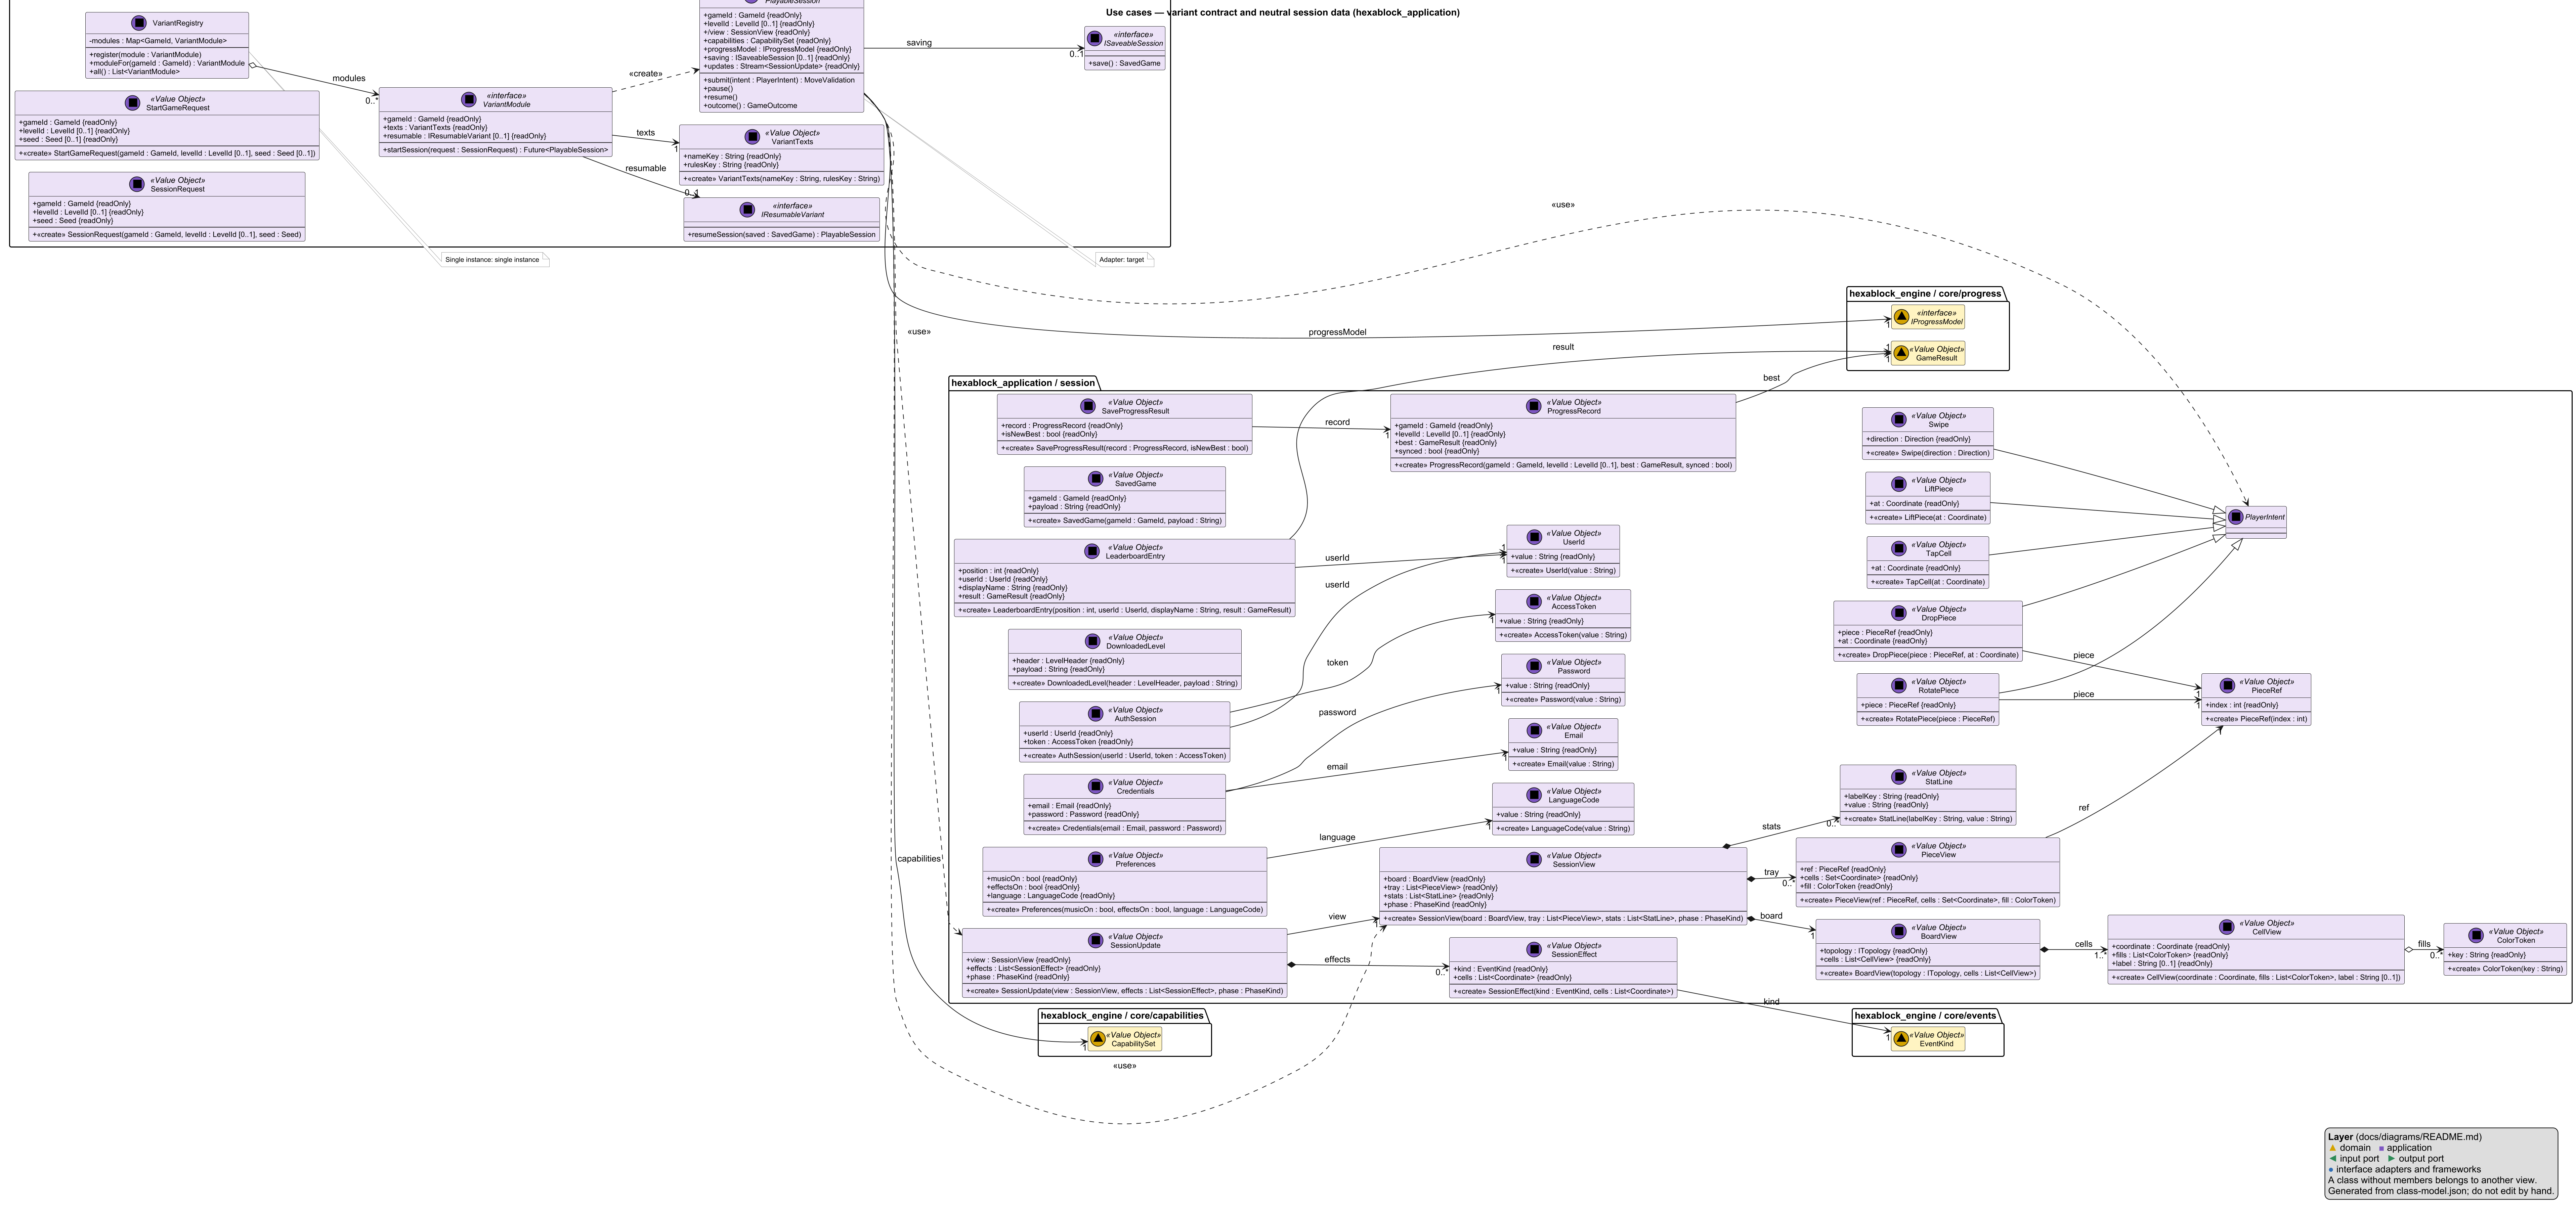 Use cases — variant contract and neutral session data (hexablock_application)
VariantRegistry
-modules : Map<GameId, VariantModule>
+register(module : VariantModule)
+moduleFor(gameId : GameId) : VariantModule
+all() : List<VariantModule>
modules
0..*
«Value Object»
StartGameRequest
+gameId : GameId {readOnly}
+levelId : LevelId [0..1] {readOnly}
+seed : Seed [0..1] {readOnly}
+«create» StartGameRequest(gameId : GameId, levelId : LevelId [0..1], seed : Seed [0..1])
«Value Object»
SessionRequest
+gameId : GameId {readOnly}
+levelId : LevelId [0..1] {readOnly}
+seed : Seed {readOnly}
+«create» SessionRequest(gameId : GameId, levelId : LevelId [0..1], seed : Seed)
«interface»
VariantModule
+gameId : GameId {readOnly}
+texts : VariantTexts {readOnly}
+resumable : IResumableVariant [0..1] {readOnly}
+startSession(request : SessionRequest) : Future<PlayableSession>
«create»
texts
1
resumable
0..1
PlayableSession
+gameId : GameId {readOnly}
+levelId : LevelId [0..1] {readOnly}
+/view : SessionView {readOnly}
+capabilities : CapabilitySet {readOnly}
+progressModel : IProgressModel {readOnly}
+saving : ISaveableSession [0..1] {readOnly}
+updates : Stream<SessionUpdate> {readOnly}
+submit(intent : PlayerIntent) : MoveValidation
+pause()
+resume()
+outcome() : GameOutcome
saving
0..1
«interface»
ISaveableSession
+save() : SavedGame
«Value Object»
VariantTexts
+nameKey : String {readOnly}
+rulesKey : String {readOnly}
+«create» VariantTexts(nameKey : String, rulesKey : String)
«interface»
IResumableVariant
+resumeSession(saved : SavedGame) : PlayableSession
Single instance: single instance
Adapter: target
«use»
«use»
progressModel
1
capabilities
1
«use»
hexablock_engine / core/progress
«interface»
IProgressModel
«Value Object»
GameResult
result
1
best
1
hexablock_application / session
«Value Object»
SaveProgressResult
+record : ProgressRecord {readOnly}
+isNewBest : bool {readOnly}
+«create» SaveProgressResult(record : ProgressRecord, isNewBest : bool)
record
1
«Value Object»
ProgressRecord
+gameId : GameId {readOnly}
+levelId : LevelId [0..1] {readOnly}
+best : GameResult {readOnly}
+synced : bool {readOnly}
+«create» ProgressRecord(gameId : GameId, levelId : LevelId [0..1], best : GameResult, synced : bool)
«Value Object»
SavedGame
+gameId : GameId {readOnly}
+payload : String {readOnly}
+«create» SavedGame(gameId : GameId, payload : String)
«Value Object»
LeaderboardEntry
+position : int {readOnly}
+userId : UserId {readOnly}
+displayName : String {readOnly}
+result : GameResult {readOnly}
+«create» LeaderboardEntry(position : int, userId : UserId, displayName : String, result : GameResult)
userId
1
userId
1
«Value Object»
UserId
+value : String {readOnly}
+«create» UserId(value : String)
«Value Object»
DownloadedLevel
+header : LevelHeader {readOnly}
+payload : String {readOnly}
+«create» DownloadedLevel(header : LevelHeader, payload : String)
«Value Object»
AccessToken
+value : String {readOnly}
+«create» AccessToken(value : String)
token
1
«Value Object»
AuthSession
+userId : UserId {readOnly}
+token : AccessToken {readOnly}
+«create» AuthSession(userId : UserId, token : AccessToken)
«Value Object»
Password
+value : String {readOnly}
+«create» Password(value : String)
password
1
«Value Object»
Credentials
+email : Email {readOnly}
+password : Password {readOnly}
+«create» Credentials(email : Email, password : Password)
email
1
«Value Object»
Email
+value : String {readOnly}
+«create» Email(value : String)
«Value Object»
Preferences
+musicOn : bool {readOnly}
+effectsOn : bool {readOnly}
+language : LanguageCode {readOnly}
+«create» Preferences(musicOn : bool, effectsOn : bool, language : LanguageCode)
language
1
«Value Object»
LanguageCode
+value : String {readOnly}
+«create» LanguageCode(value : String)
«Value Object»
SessionUpdate
+view : SessionView {readOnly}
+effects : List<SessionEffect> {readOnly}
+phase : PhaseKind {readOnly}
+«create» SessionUpdate(view : SessionView, effects : List<SessionEffect>, phase : PhaseKind)
view
1
effects
0..*
«Value Object»
SessionView
+board : BoardView {readOnly}
+tray : List<PieceView> {readOnly}
+stats : List<StatLine> {readOnly}
+phase : PhaseKind {readOnly}
+«create» SessionView(board : BoardView, tray : List<PieceView>, stats : List<StatLine>, phase : PhaseKind)
«Value Object»
SessionEffect
+kind : EventKind {readOnly}
+cells : List<Coordinate> {readOnly}
+«create» SessionEffect(kind : EventKind, cells : List<Coordinate>)
kind
1
stats
0..*
tray
0..*
board
1
«Value Object»
Swipe
+direction : Direction {readOnly}
+«create» Swipe(direction : Direction)
«Value Object»
LiftPiece
+at : Coordinate {readOnly}
+«create» LiftPiece(at : Coordinate)
«Value Object»
TapCell
+at : Coordinate {readOnly}
+«create» TapCell(at : Coordinate)
«Value Object»
DropPiece
+piece : PieceRef {readOnly}
+at : Coordinate {readOnly}
+«create» DropPiece(piece : PieceRef, at : Coordinate)
piece
1
«Value Object»
RotatePiece
+piece : PieceRef {readOnly}
+«create» RotatePiece(piece : PieceRef)
piece
1
PlayerIntent
«Value Object»
PieceRef
+index : int {readOnly}
+«create» PieceRef(index : int)
«Value Object»
StatLine
+labelKey : String {readOnly}
+value : String {readOnly}
+«create» StatLine(labelKey : String, value : String)
ref
1
«Value Object»
PieceView
+ref : PieceRef {readOnly}
+cells : Set<Coordinate> {readOnly}
+fill : ColorToken {readOnly}
+«create» PieceView(ref : PieceRef, cells : Set<Coordinate>, fill : ColorToken)
«Value Object»
BoardView
+topology : ITopology {readOnly}
+cells : List<CellView> {readOnly}
+«create» BoardView(topology : ITopology, cells : List<CellView>)
cells
1..*
«Value Object»
CellView
+coordinate : Coordinate {readOnly}
+fills : List<ColorToken> {readOnly}
+label : String [0..1] {readOnly}
+«create» CellView(coordinate : Coordinate, fills : List<ColorToken>, label : String [0..1])
fills
0..*
«Value Object»
ColorToken
+key : String {readOnly}
+«create» ColorToken(key : String)
hexablock_engine / core/capabilities
«Value Object»
CapabilitySet
hexablock_engine / core/events
«Value Object»
EventKind
Layer (docs/diagrams/README.md)
domain application
input port output port
interface adapters and frameworks
A class without members belongs to another view.
Generated from class-model.json; do not edit by hand.